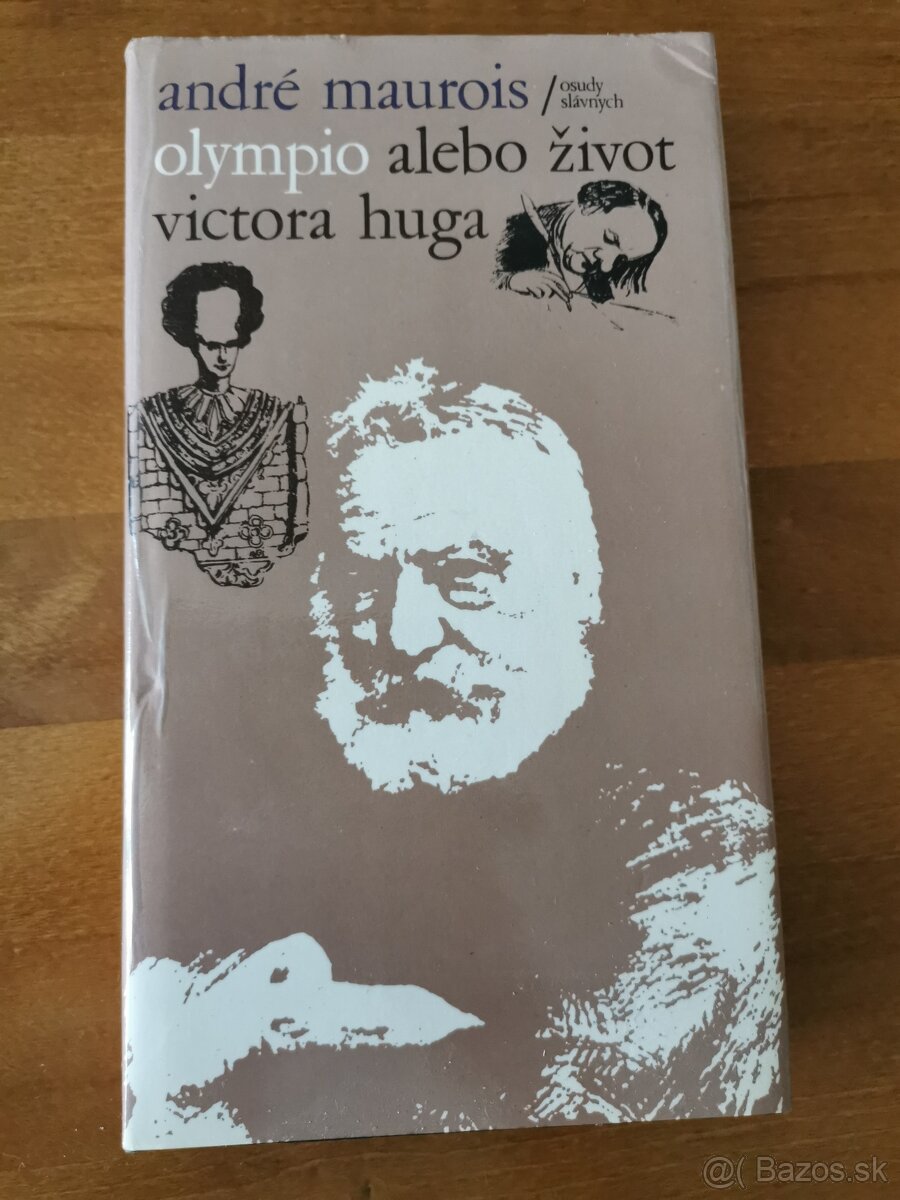 andré maurois / osudy slávnych
olympio alebo život
victora huga
@( Bazos.sk